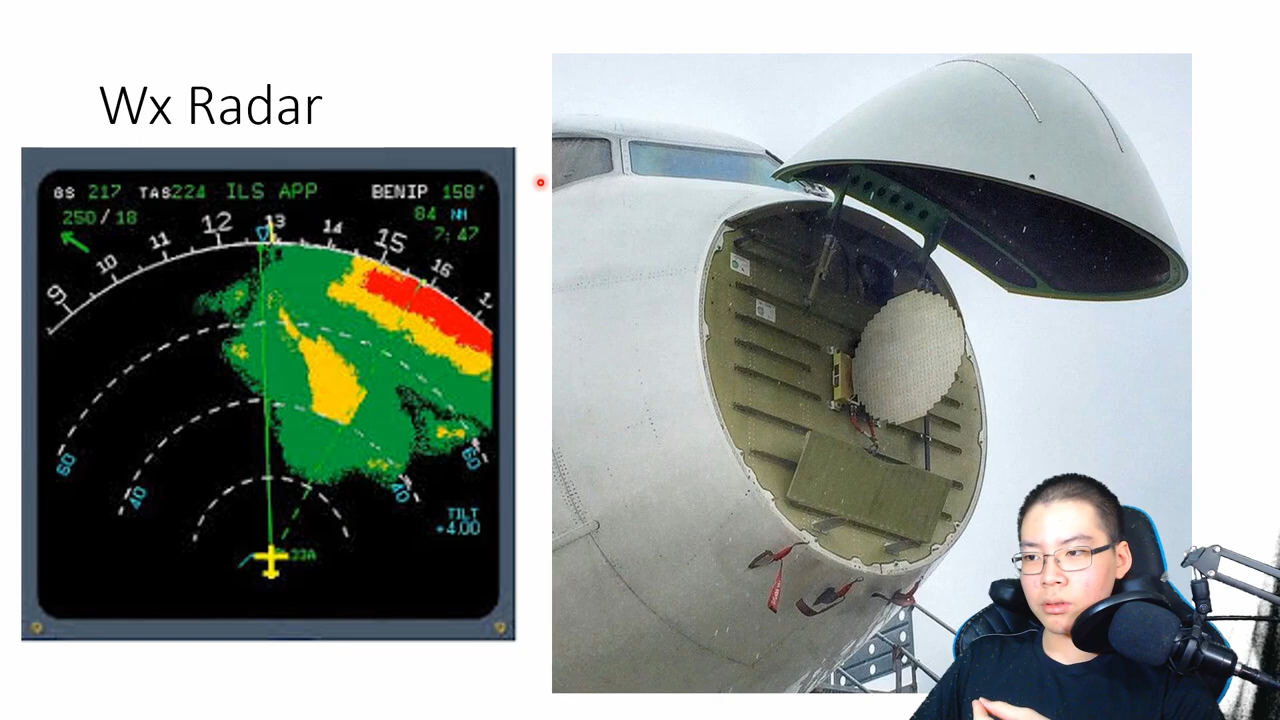 Wx Radar
GS 217 TAS224 ILS APP BENIP 158°
250/18 84 NM
7:47
9 10 11 12 13 14 15 16
60 40 40 60
TILT
+4.00
33A